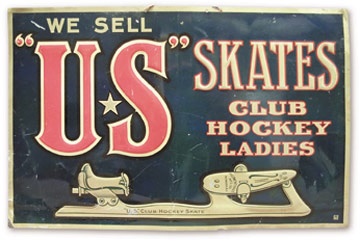 WE SELL
"U★S" SKATES
CLUB
HOCKEY
LADIES
U.S. CLUB HOCKEY SKATE